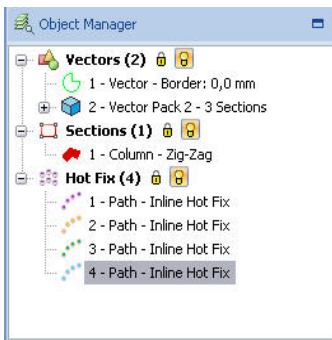 Object Manager
Vectors (2)
1 - Vector - Border: 0,0 mm
2 - Vector Pack 2 - 3 Sections
Sections (1)
1 - Column - Zig-Zag
Hot Fix (4)
1 - Path - Inline Hot Fix
2 - Path - Inline Hot Fix
3 - Path - Inline Hot Fix
4 - Path - Inline Hot Fix